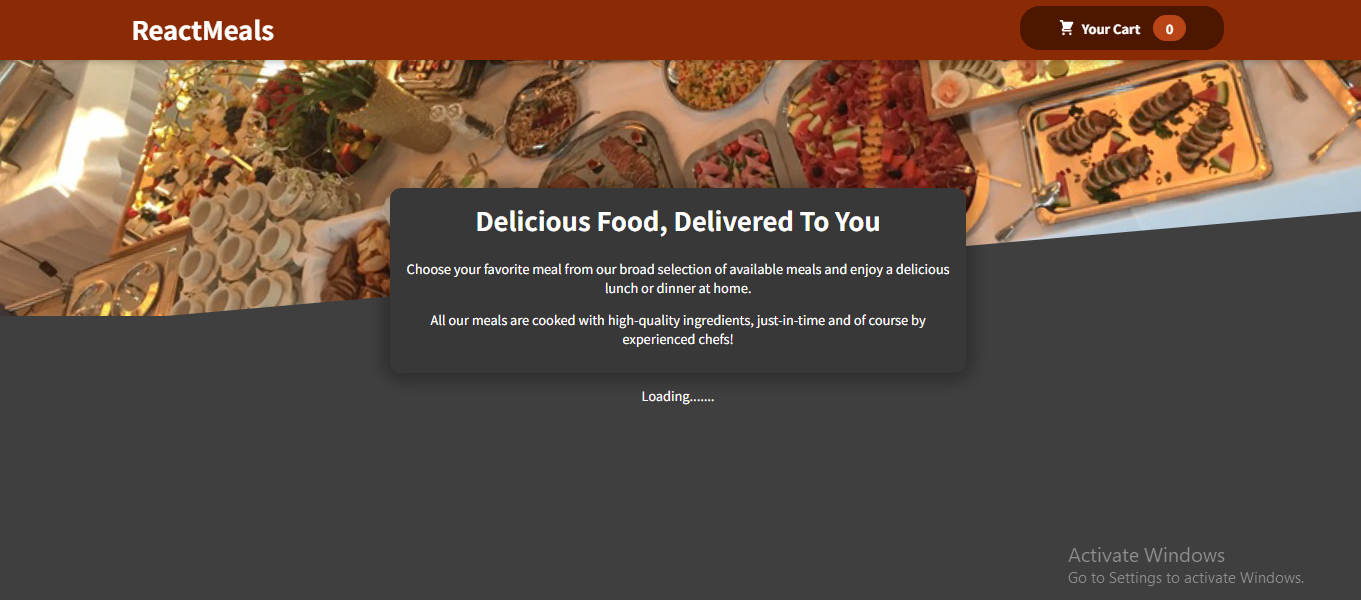 ReactMeals
Your Cart 0
Delicious Food, Delivered To You
Choose your favorite meal from our broad selection of available meals and enjoy a delicious
lunch or dinner at home.
All our meals are cooked with high-quality ingredients, just-in-time and of course by
experienced chefs!
Loading.......
Activate Windows
Go to Settings to activate Windows.